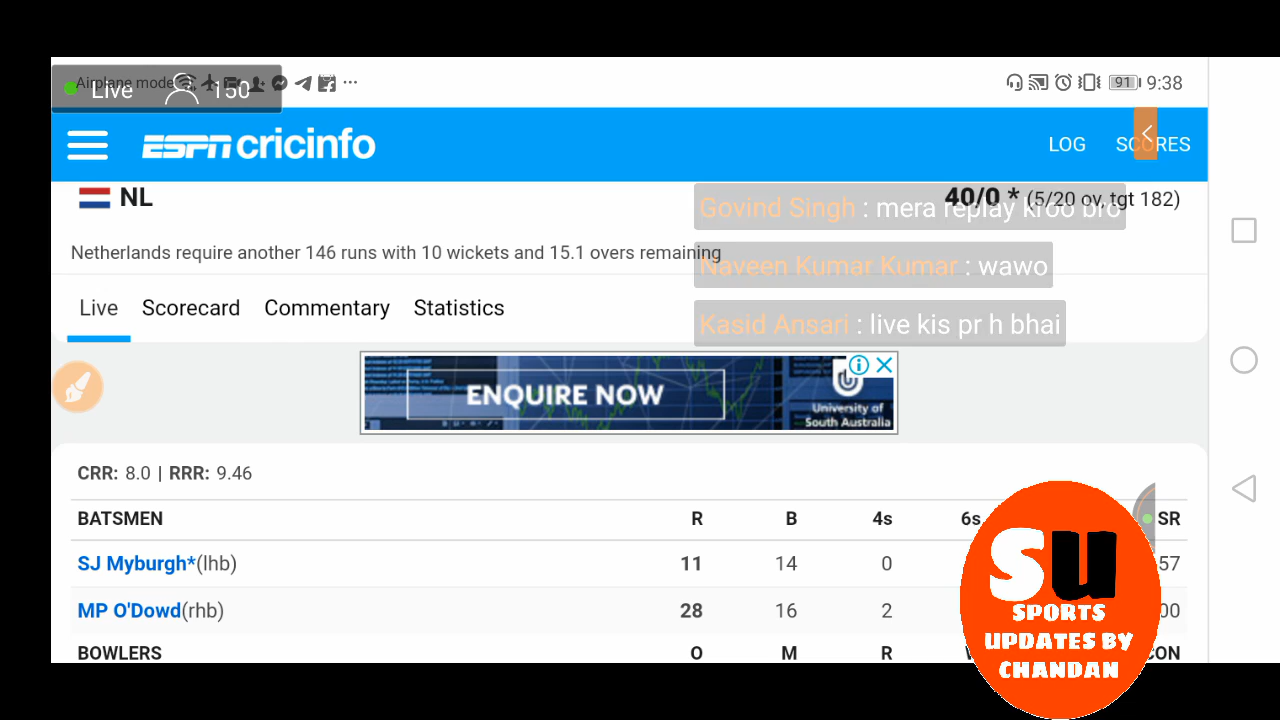 Airplane mode ...
Live 150
91 9:38
ESPN cricinfo
LOG SCORES
NL
40/0 * (5/20 ov, tgt 182)
Govind Singh : mera replay kroo bro
Netherlands require another 146 runs with 10 wickets and 15.1 overs remaining
Naveen Kumar Kumar : wawo
Live Scorecard Commentary Statistics
Kasid Ansari : live kis pr h bhai
ENQUIRE NOW
University of
South Australia
CRR: 8.0 | RRR: 9.46
BATSMEN R B 4s 6s SR
SJ Myburgh*(lhb) 11 14 0 57
MP O'Dowd(rhb) 28 16 2 00
BOWLERS O M R CON
SU
SPORTS
UPDATES BY
CHANDAN